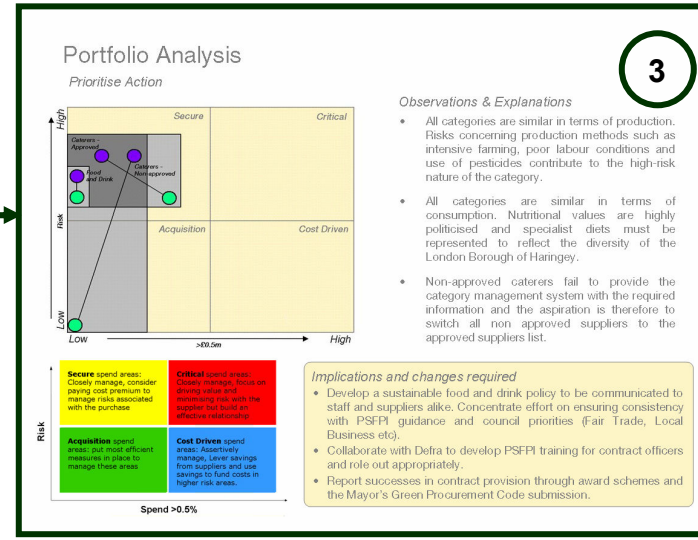 3
Portfolio Analysis
Prioritise Action
High
Secure
Critical
Caterers -
Approved
Caterers -
Non-approved
Food
and Drink
Risk
Acquisition
Cost Driven
Low
Low
>£0.5m
High
Secure spend areas:
Closely manage, consider
paying cost premium to
manage risks associated
with the purchase
Critical spend areas:
Closely manage, focus on
driving value and
minimising risk with the
supplier but build an
effective relationship
Risk
Acquisition spend
areas: put most efficient
measures in place to
manage these areas
Cost Driven spend
areas: Assertively
manage, Lever savings
from suppliers and use
savings to fund costs in
higher risk areas.
Spend >0.5%
Observations & Explanations
• All categories are similar in terms of production.
Risks concerning production methods such as
intensive farming, poor labour conditions and
use of pesticides contribute to the high-risk
nature of the category.
• All categories are similar in terms of
consumption. Nutritional values are highly
politicised and specialist diets must be
represented to reflect the diversity of the
London Borough of Haringey.
• Non-approved caterers fail to provide the
category management system with the required
information and the aspiration is therefore to
switch all non approved suppliers to the
approved suppliers list.
Implications and changes required
• Develop a sustainable food and drink policy to be communicated to
staff and suppliers alike. Concentrate effort on ensuring consistency
with PSFPI guidance and council priorities (Fair Trade, Local
Business etc).
• Collaborate with Defra to develop PSFPI training for contract officers
and role out appropriately.
• Report successes in contract provision through award schemes and
the Mayor's Green Procurement Code submission.